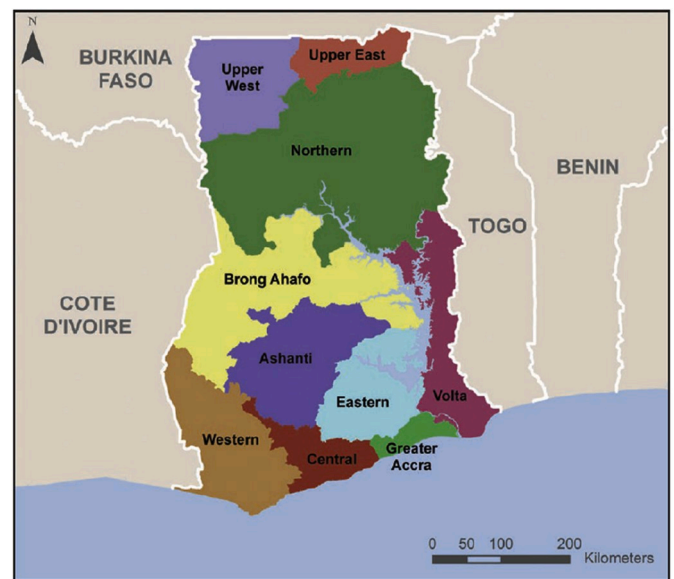 N
BURKINA
FASO
Upper
West
Upper East
Northern
BENIN
TOGO
Brong Ahafo
COTE
D'IVOIRE
Ashanti
Eastern
Volta
Western
Central
Greater
Accra
0 50 100 200
Kilometers